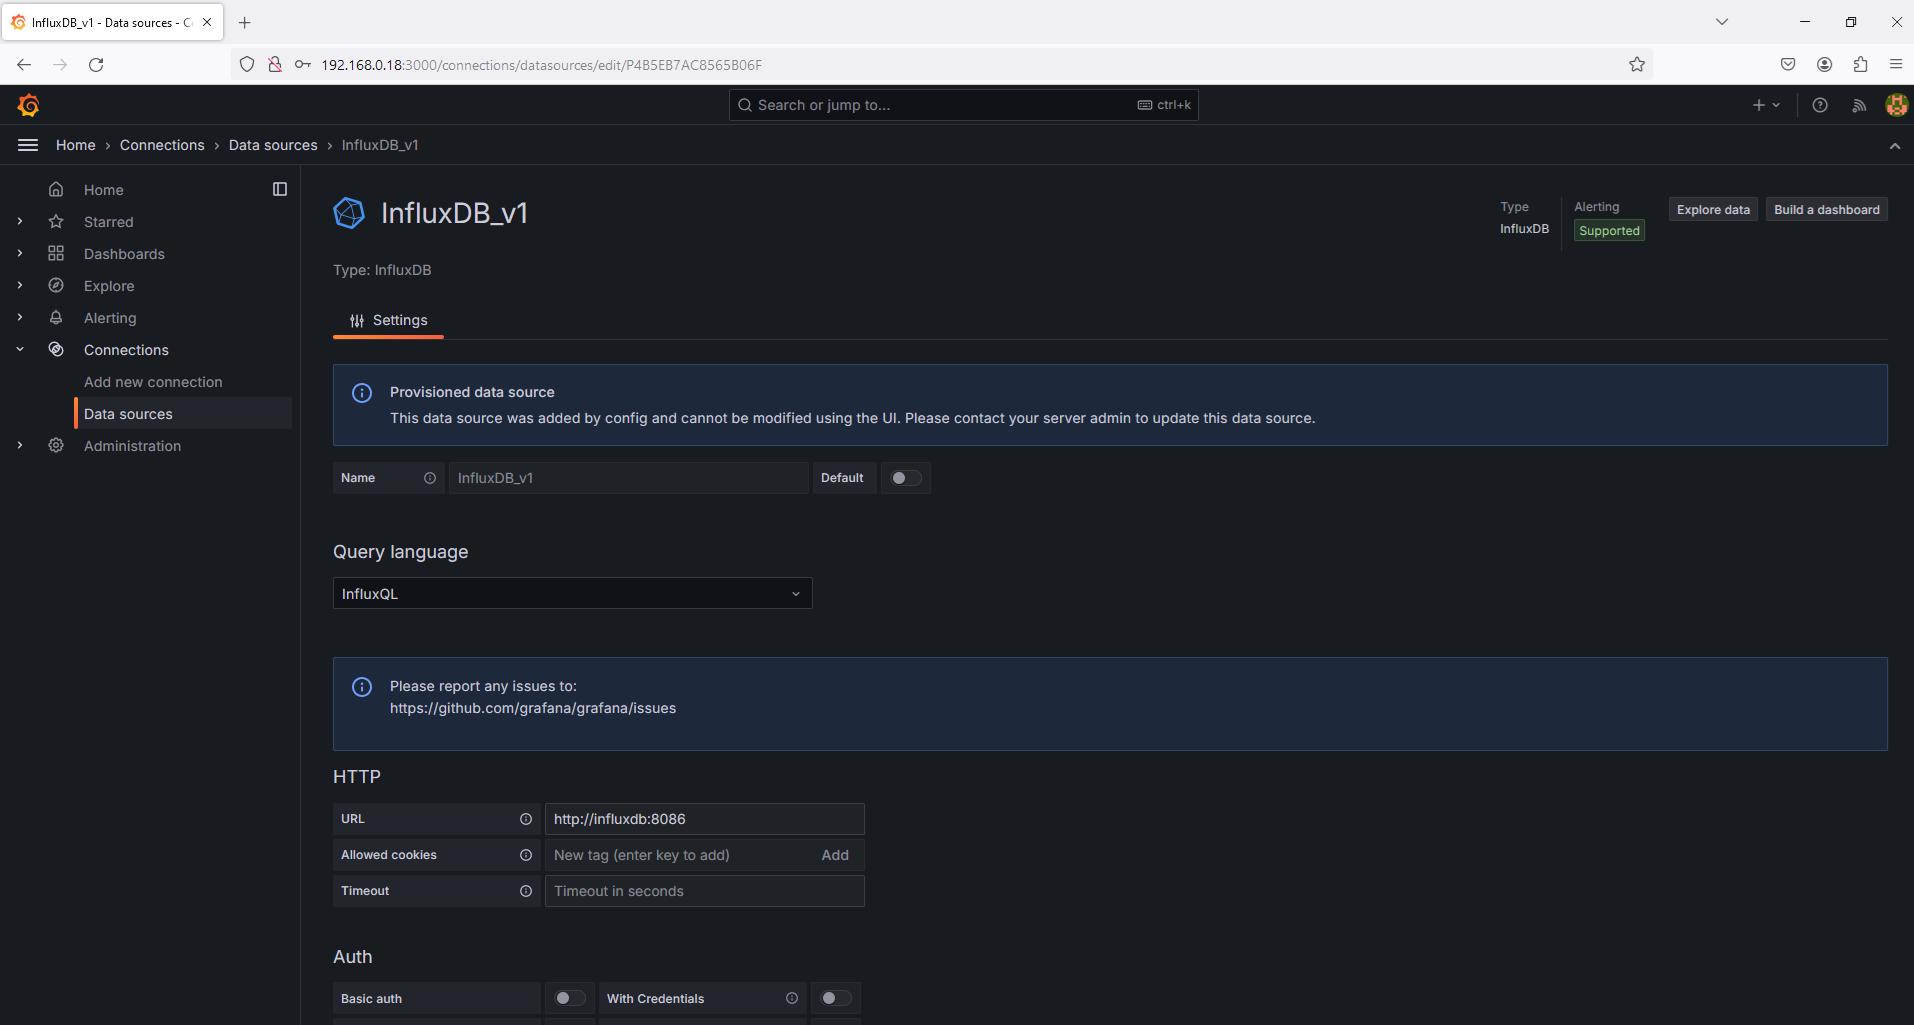 InfluxDB_v1 - Data sources - C
192.168.0.18:3000/connections/datasources/edit/P4B5EB7AC8565B06F
Search or jump to...
ctrl+k
Home
Connections
Data sources
InfluxDB_v1
Home
Starred
Dashboards
Explore
Alerting
Connections
Add new connection
Data sources
Administration
InfluxDB_v1
Type
InfluxDB
Alerting
Supported
Explore data
Build a dashboard
Type: InfluxDB
Settings
Provisioned data source
This data source was added by config and cannot be modified using the UI. Please contact your server admin to update this data source.
Name
InfluxDB_v1
Default
Query language
InfluxQL
Please report any issues to:
https://github.com/grafana/grafana/issues
HTTP
URL
http://influxdb:8086
Allowed cookies
New tag (enter key to add)
Add
Timeout
Timeout in seconds
Auth
Basic auth
With Credentials